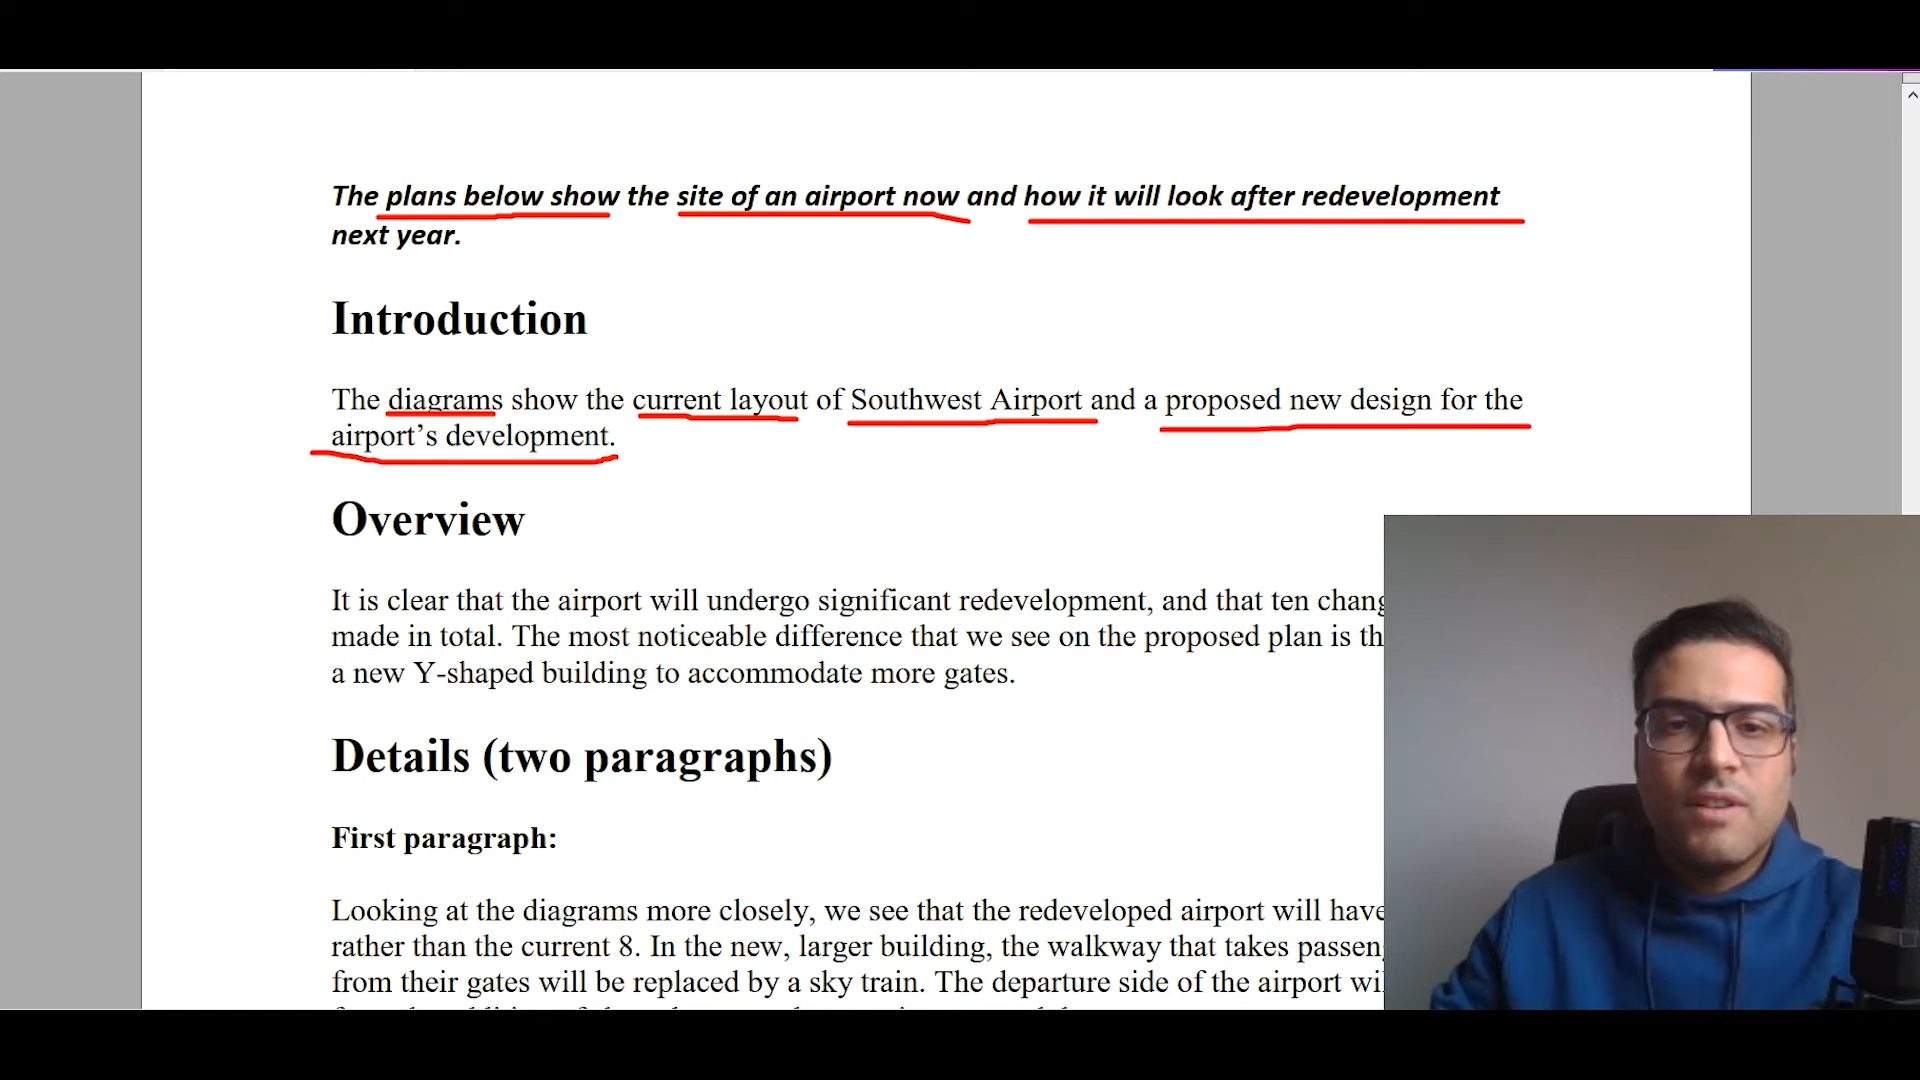 The plans below show the site of an airport now and how it will look after redevelopment
next year.
Introduction
The diagrams show the current layout of Southwest Airport and a proposed new design for the
airport’s development.
Overview
It is clear that the airport will undergo significant redevelopment, and that ten
made in total. The most noticeable difference that we see on the proposed plan is
a new Y-shaped building to accommodate more gates.
Details (two paragraphs)
First paragraph:
Looking at the diagrams more closely, we see that the redeveloped airport will have
rather than the current 8. In the new, larger building, the walkway that takes
from their gates will be replaced by a sky train. The departure side of the airport